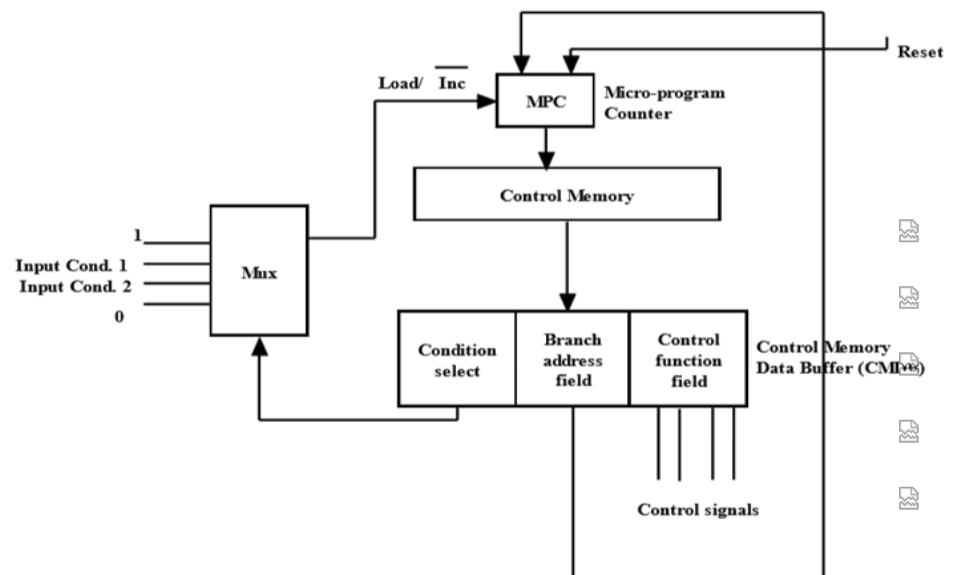 Reset
Load/ Inc
MPC
Micro-program
Counter
Control Memory
1
Input Cond. 1
Input Cond. 2
0
Mux
Condition
select
Branch
address
field
Control
function
field
Control Memory
Data Buffer
Control signals